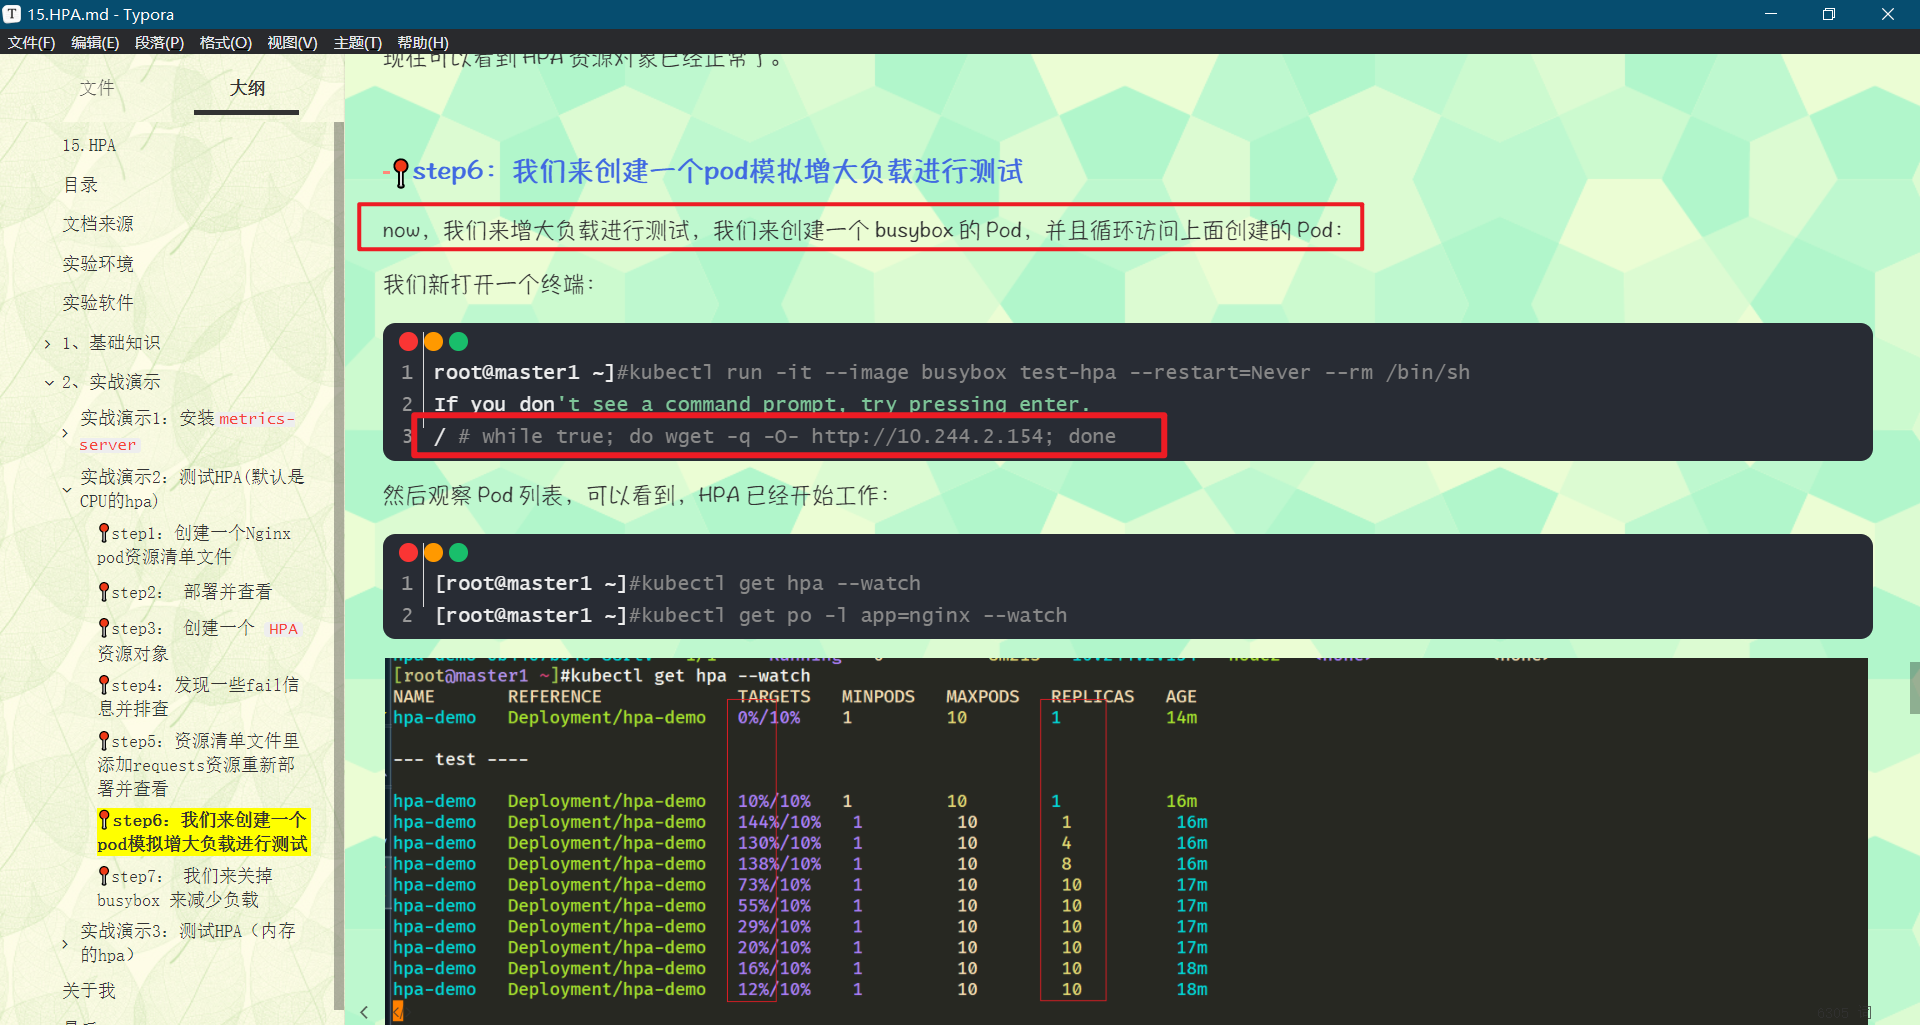 15.HPA.md - Typora
文件(F) 编辑(E) 段落(P) 格式(O) 视图(V) 主题(T) 帮助(H)
文件 大纲
15.HPA
目录
文档来源
实验环境
实验软件
1、基础知识
2、实战演示
实战演示1：安装metrics-
server
实战演示2：测试HPA(默认是
CPU的hpa)
step1：创建一个Nginx
pod资源清单文件
step2： 部署并查看
step3： 创建一个 HPA
资源对象
step4：发现一些fail信
息并排查
step5：资源清单文件里
添加requests资源重新部
署并查看
step6：我们来创建一个
pod模拟增大负载进行测试
step7： 我们来关掉
busybox 来减少负载
实战演示3：测试HPA（内存
的hpa）
关于我
现在可以看到 HPA 资源对象已经正常了。
step6：我们来创建一个pod模拟增大负载进行测试
now，我们来增大负载进行测试，我们来创建一个 busybox 的 Pod，并且循环访问上面创建的 Pod：
我们新打开一个终端：
1 root@master1 ~]#kubectl run -it --image busybox test-hpa --restart=Never --rm /bin/sh
2 If you don't see a command prompt, try pressing enter.
3 / # while true; do wget -q -O- http://10.244.2.154; done
然后观察 Pod 列表，可以看到，HPA 已经开始工作：
1 [root@master1 ~]#kubectl get hpa --watch
2 [root@master1 ~]#kubectl get po -l app=nginx --watch
[root@master1 ~]#kubectl get hpa --watch
NAME REFERENCE TARGETS MINPODS MAXPODS REPLICAS AGE
hpa-demo Deployment/hpa-demo 0%/10% 1 10 1 14m
--- test ----
hpa-demo Deployment/hpa-demo 10%/10% 1 10 1 16m
hpa-demo Deployment/hpa-demo 144%/10% 1 10 1 16m
hpa-demo Deployment/hpa-demo 130%/10% 1 10 4 16m
hpa-demo Deployment/hpa-demo 138%/10% 1 10 8 16m
hpa-demo Deployment/hpa-demo 73%/10% 1 10 10 17m
hpa-demo Deployment/hpa-demo 55%/10% 1 10 10 17m
hpa-demo Deployment/hpa-demo 29%/10% 1 10 10 17m
hpa-demo Deployment/hpa-demo 20%/10% 1 10 10 17m
hpa-demo Deployment/hpa-demo 16%/10% 1 10 10 18m
hpa-demo Deployment/hpa-demo 12%/10% 1 10 10 18m